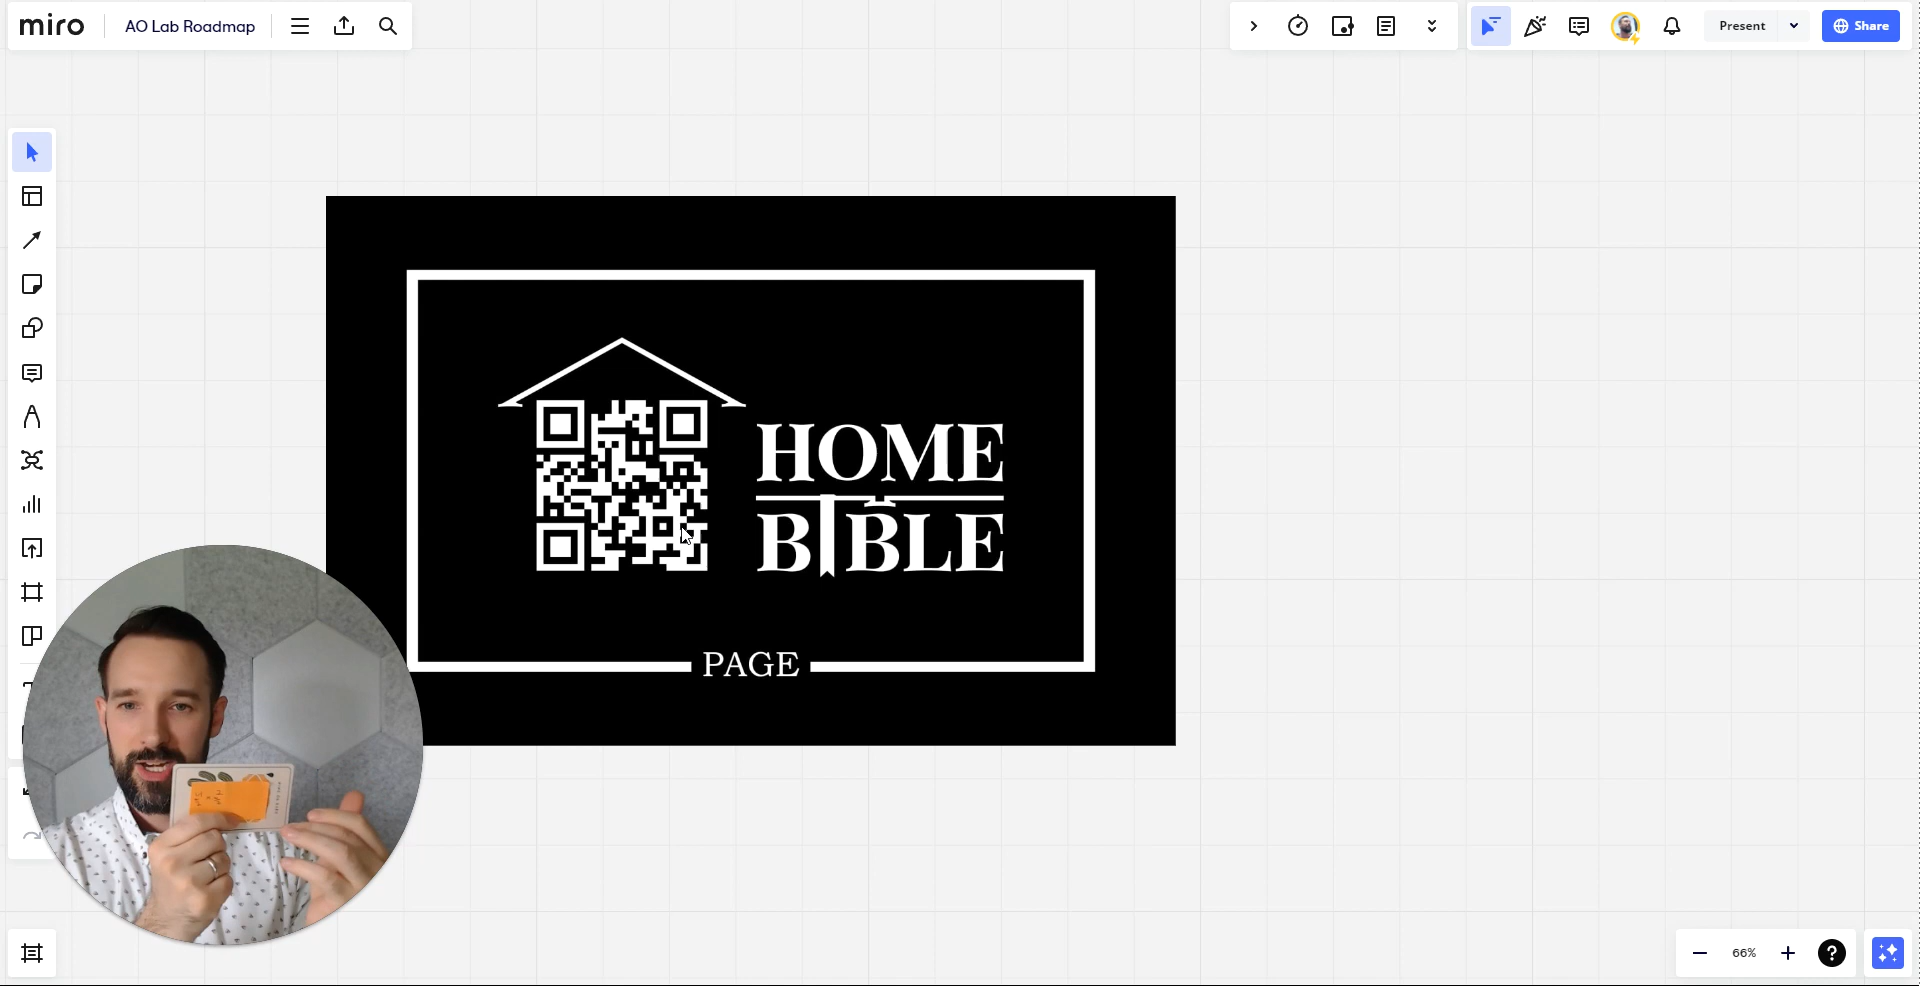 miro
AO Lab Roadmap
Present
Share
HOME
BIBLE
PAGE
66%
?